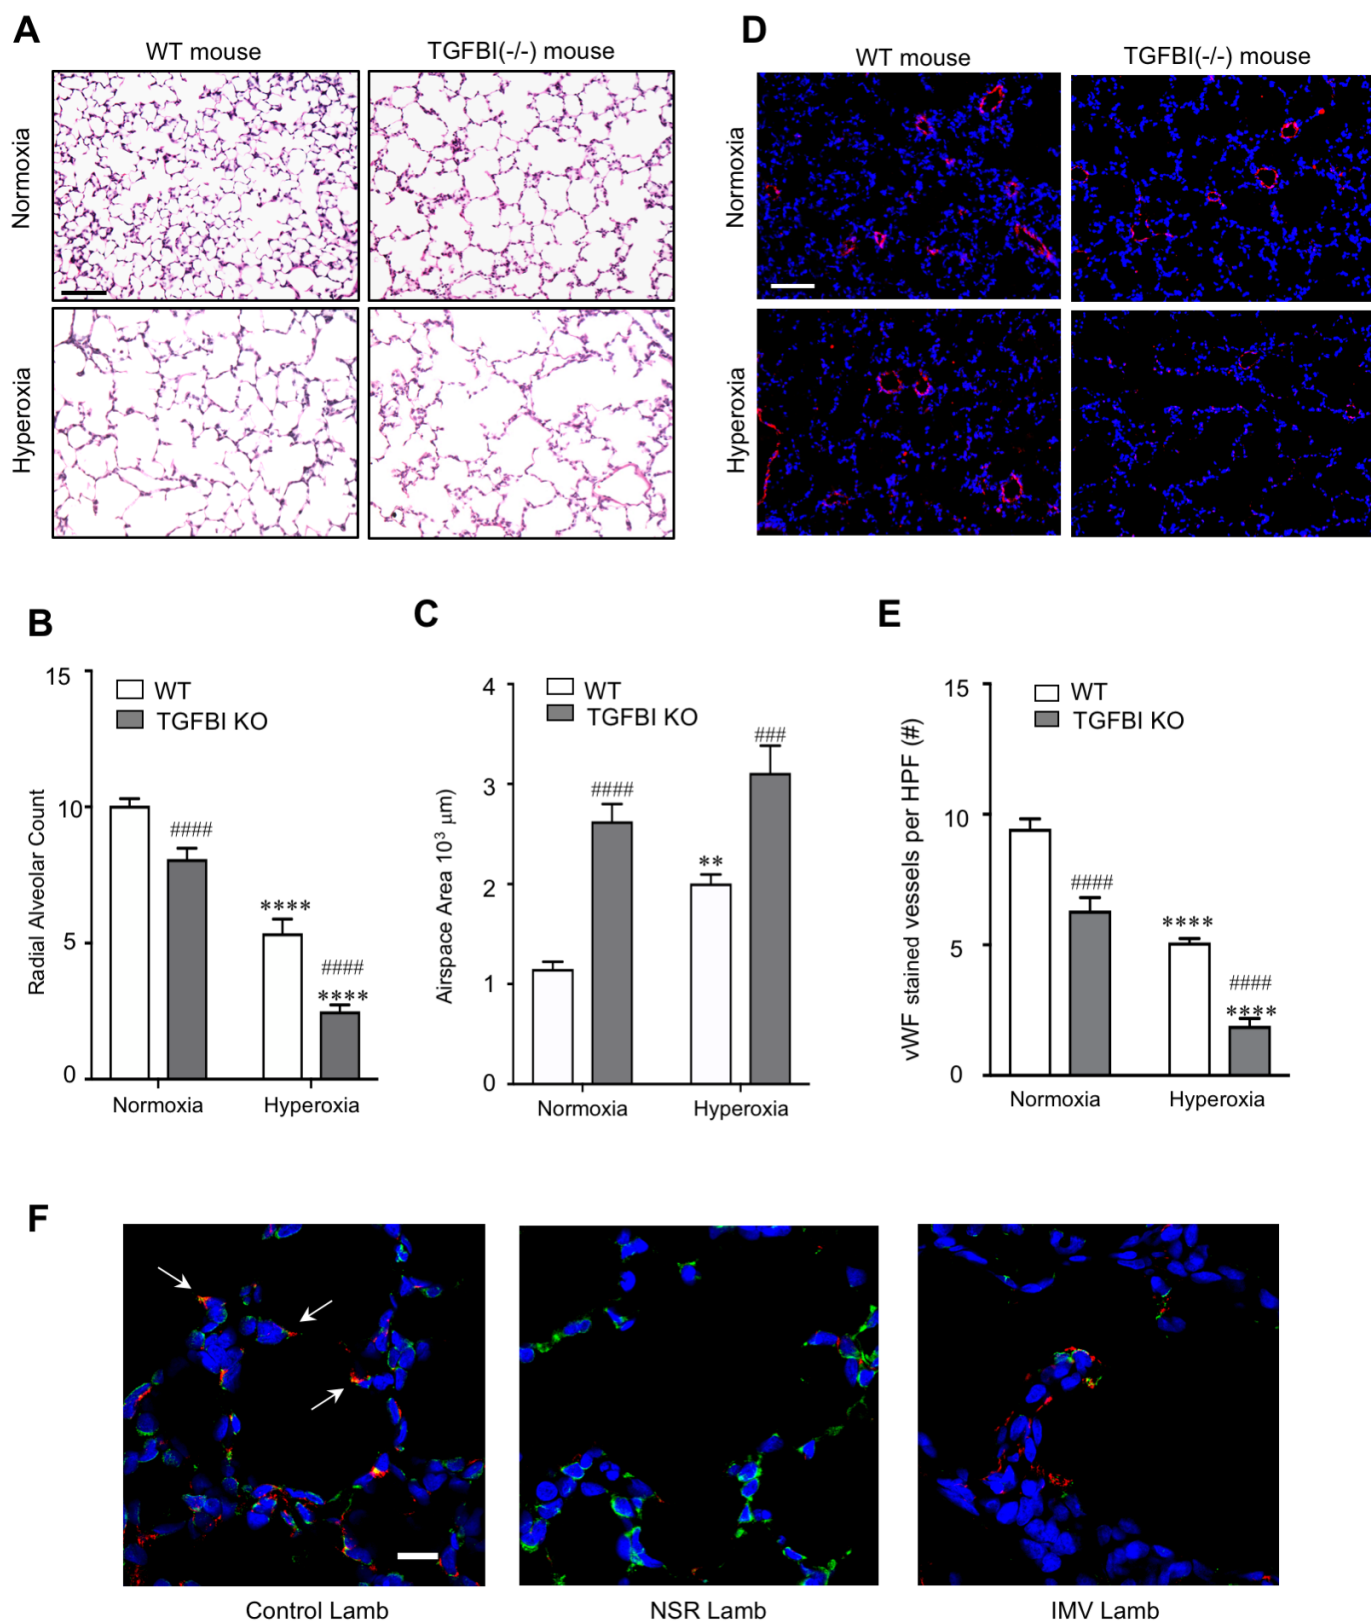 A
WT mouse
TGFBI(-/-) mouse
Normoxia
Hyperoxia
D
WT mouse
TGFBI(-/-) mouse
Normoxia
Hyperoxia
B
Radial Alveolar Count
15
10
5
0
WT
TGFBI KO
####
****
####
****
Normoxia
Hyperoxia
C
Airspace Area 10³ μm
4
3
2
1
0
WT
TGFBI KO
####
**
###
Normoxia
Hyperoxia
E
vWF stained vessels per HPF (#)
15
10
5
0
WT
TGFBI KO
####
****
####
****
Normoxia
Hyperoxia
F
Control Lamb
NSR Lamb
IMV Lamb